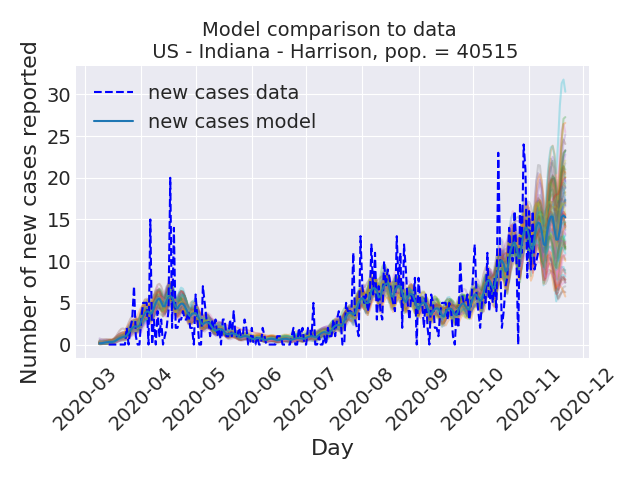 Model comparison to data
US - Indiana - Harrison, pop. = 40515
Number of new cases reported
30
25
20
15
10
5
0
new cases data
new cases model
2020-03
2020-04
2020-05
2020-06
2020-07
2020-08
2020-09
2020-10
2020-11
2020-12
Day